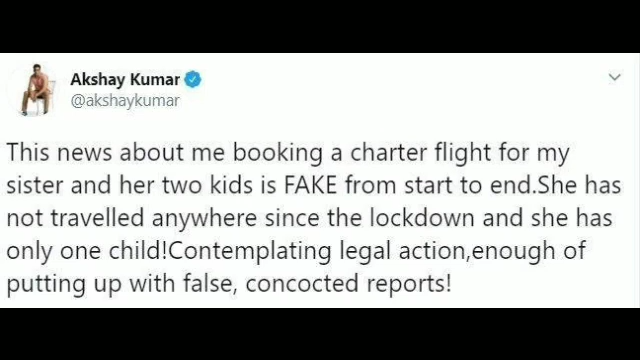 Akshay Kumar
@akshaykumar
This news about me booking a charter flight for my
sister and her two kids is FAKE from start to end.She has
not travelled anywhere since the lockdown and she has
only one child!Contemplating legal action,enough of
putting up with false, concocted reports!